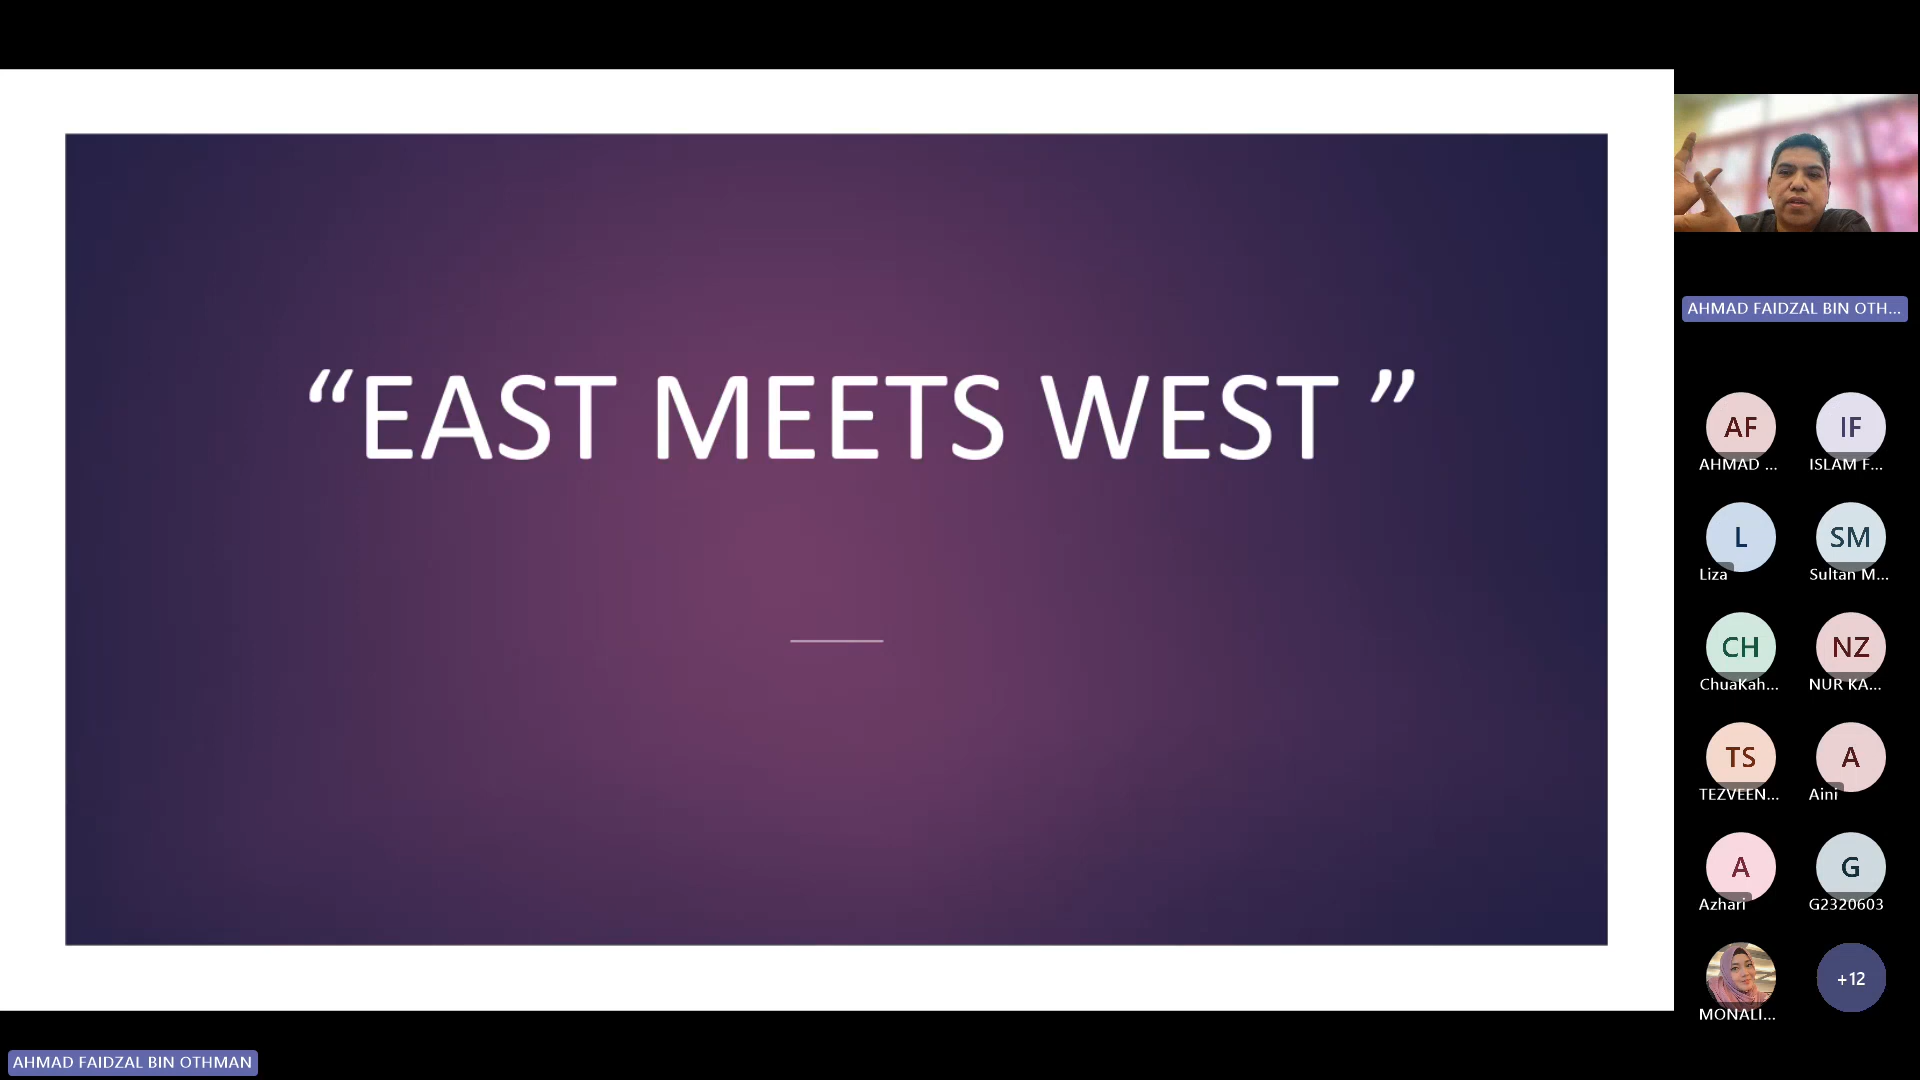 “EAST MEETS WEST ”
AHMAD FAIDZAL BIN OTH...
AF
AHMAD ...
IF
ISLAM F...
L
Liza
SM
Sultan M...
CH
ChuaKah...
NZ
NUR KA...
TS
TEZVEEN...
A
Aini
A
Azhari
G
G2320603
MONALI...
+12
AHMAD FAIDZAL BIN OTHMAN